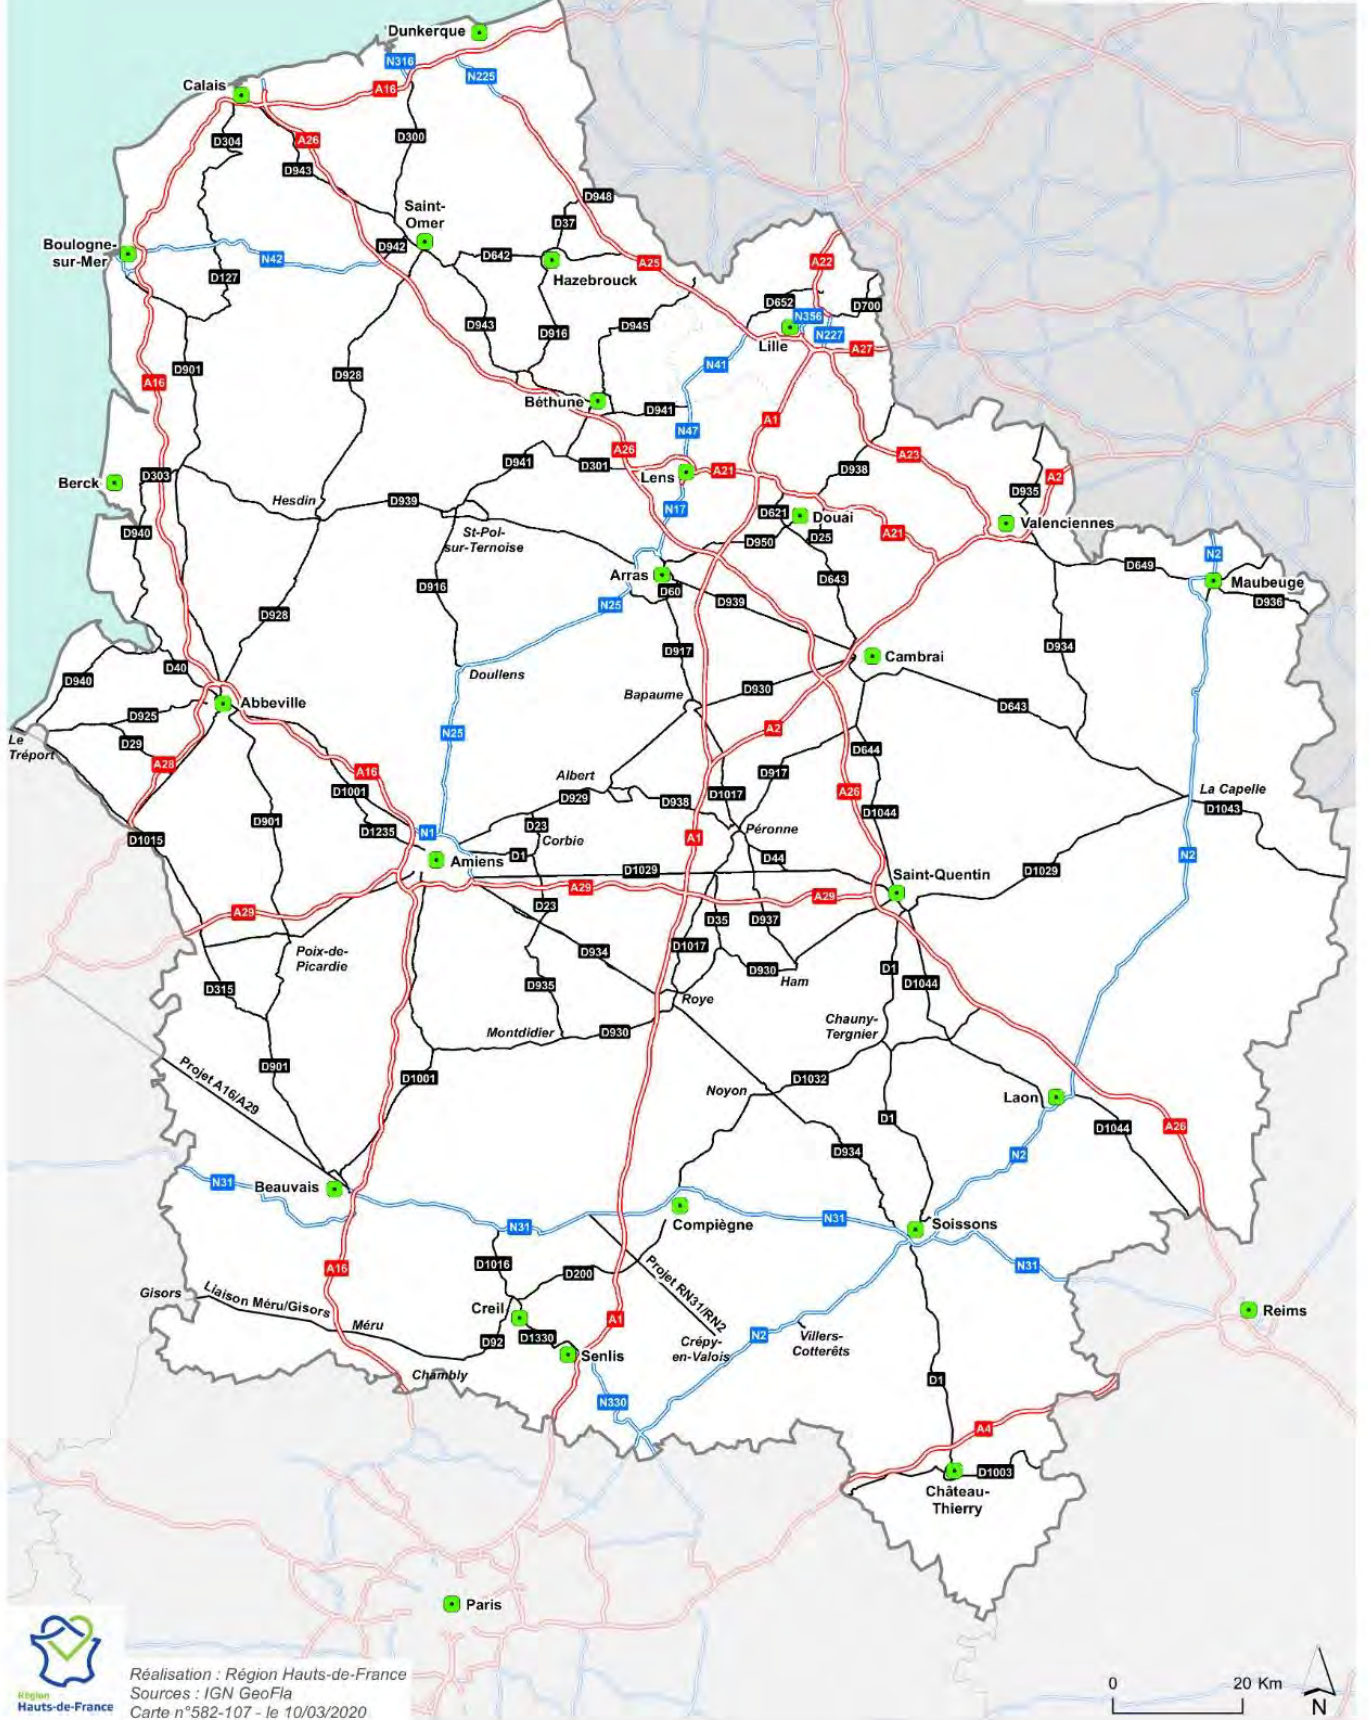 Dunkerque
N316
N225
Calais
A16
D304
A26
D300
D943
D948
Saint-
Omer
D37
Boulogne-
sur-Mer
D942
N42
D642
A25
A22
D127
Hazebrouck
D652
D700
N356
D943
D916
D945
Lille
N227
A27
D901
D928
N41
A16
Béthune
D941
A1
N47
A26
A23
D941
D301
Berck
D303
Lens
A21
D938
A2
D935
Hesdin
D939
N17
D621
Douai
Valenciennes
D940
St-Pol-
sur-Ternoise
D950
D25
A21
N2
D649
Arras
D643
Maubeuge
D916
D60
D939
D936
N25
D928
D917
D934
D40
Cambrai
D940
Doullens
D930
Bapaume
Abbeville
D643
D925
Le
Tréport
D29
N25
A2
D644
A28
A16
D917
Albert
D1001
D929
D938
D1017
A26
La Capelle
D1043
D901
D1235
N1
D23
D1044
D1015
Corbie
A1
Péronne
Amiens
D1
D44
N2
D1029
Saint-Quentin
D1029
A29
A29
A29
D23
D35
D937
Poix-de-
Picardie
D934
D1017
D930
Ham
D1
D1044
D315
D935
Roye
Montdidier
D930
Chauny-
Tergnier
Projet A16/A29
D901
D1001
D1032
Noyon
Laon
D1
D1044
A26
D934
N2
N31
Beauvais
Compiègne
N31
N31
Soissons
N31
A16
D1016
D200
Projet RN31/RN2
Gisors
Liaison Méru/Gisors
Méru
Creil
A1
D92
D1330
Senlis
Crépy-
en-Valois
N2
Villers-
Cotterêts
Reims
Chambly
N330
D1
A4
D1003
Château-
Thierry
Paris
Région
Hauts-de-France
Réalisation : Région Hauts-de-France
Sources : IGN GeoFla
Carte n°582-107 - le 10/03/2020
0 20 Km
N